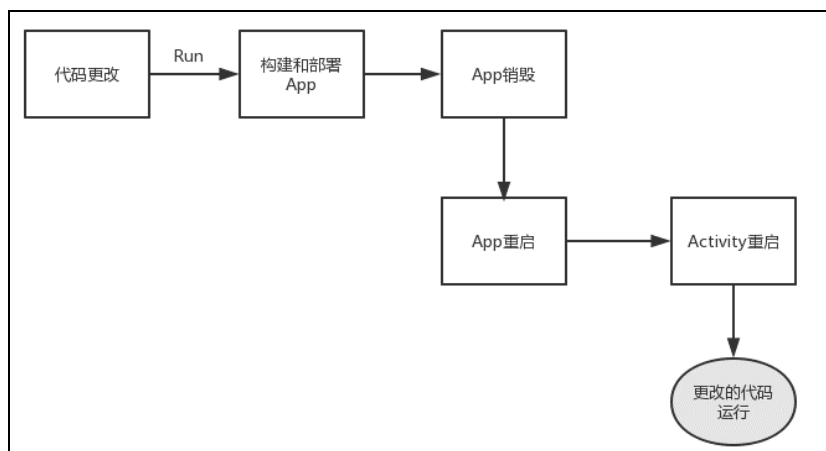 代码更改
Run
构建和部署
App
App销毁
App重启
Activity重启
更改的代码
运行